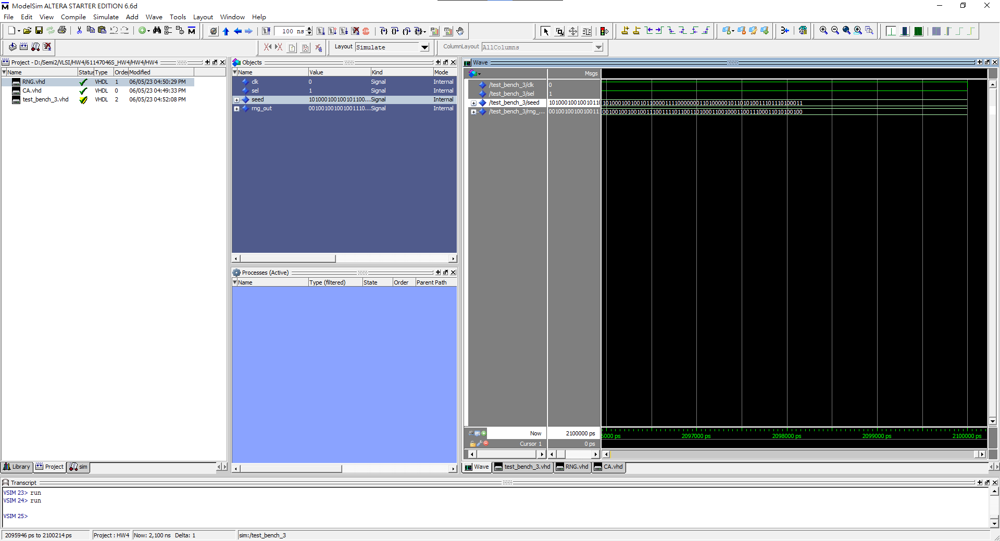 ModelSim ALTERA STARTER EDITION 6.6d
File Edit View Compile Simulate Add Wave Tools Layout Window Help
100 ns
Layout Simulate ColumnLayout AllColumns
Project - D:/Semi2/VLSI/HW4/61147046S_HW4/HW4/HW4
Name Status Type Order Modified
RNG.vhd VHDL 1 06/05/23 04:50:29 PM
CA.vhd VHDL 0 06/05/23 04:49:33 PM
test_bench_3.vhd VHDL 2 06/05/23 04:52:08 PM
Library Project sim
Objects
Name Value Kind Mode
clk 0 Signal Internal
sel 1 Signal Internal
seed 101000100100101100... Signal Internal
rng_out 001001001001001110... Signal Internal
Processes (Active)
Name Type (filtered) State Order Parent Path
Wave
Msgs
/test_bench_3/clk 0
/test_bench_3/sel 1
/test_bench_3/seed
/test_bench_3/rng_...
Now 2100000 ps
Cursor 1 0 ps
6000 ps 2097000 ps 2098000 ps 2099000 ps 2100000 ps
Wave test_bench_3.vhd RNG.vhd CA.vhd
Transcript
VSIM 23> run
VSIM 24> run
VSIM 25>
2095946 ps to 2100214 ps Project : HW4 Now: 2,100 ns Delta: 1 sim:/test_bench_3